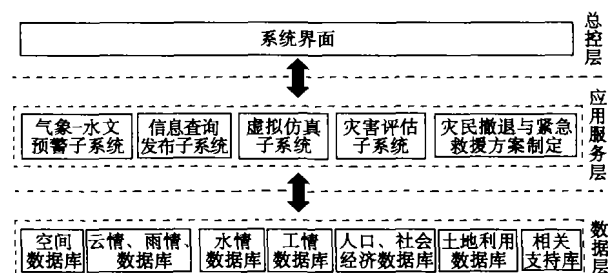 系统界面
总控层
气象-水文
预警子系统
信息查询
发布子系统
虚拟仿真
子系统
灾害评估
子系统
灾民撤退与紧急
救援方案制定
应用服务层
空间
数据库
云情、雨情、
数据库
水情
数据库
工情
数据库
人口、社会
经济数据库
土地利用
数据库
相关
支持库
数据层